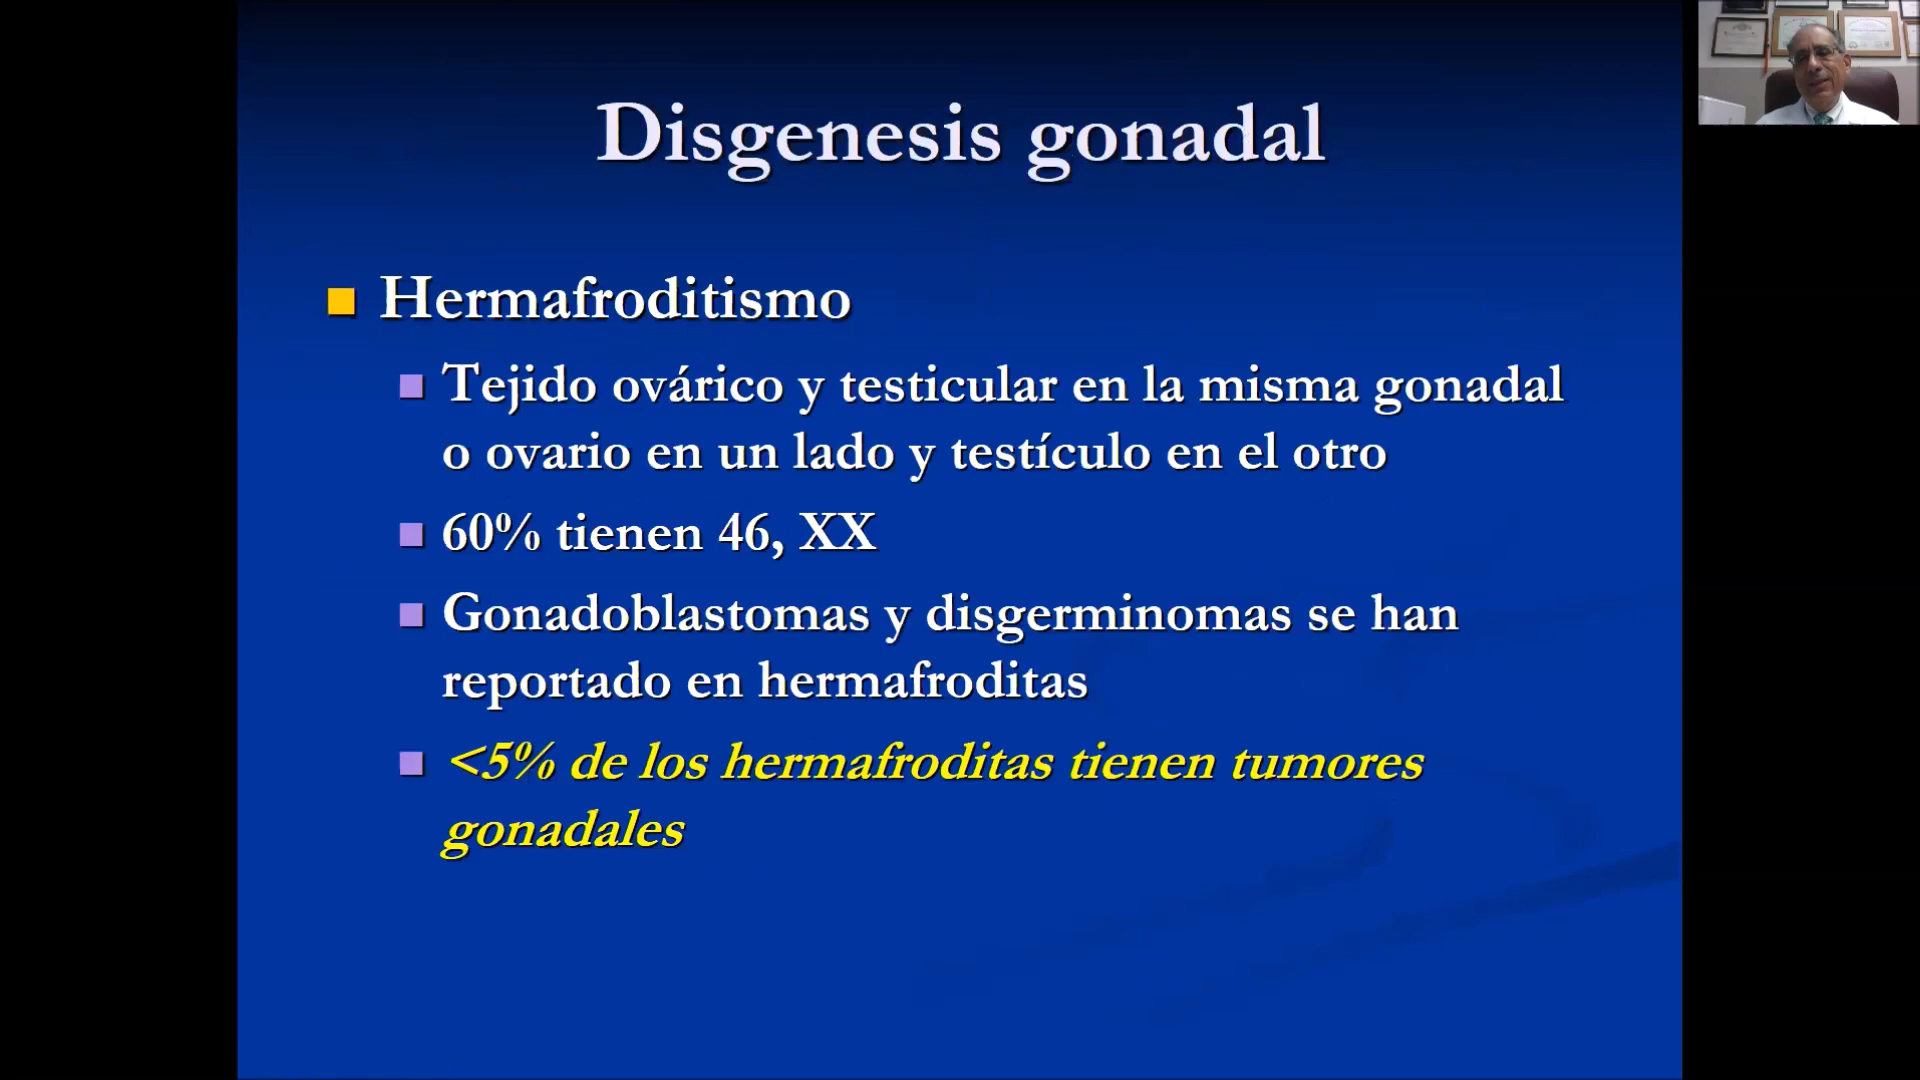 Disgenesis gonadal
Hermafroditismo
Tejido ovárico y testicular en la misma gonadal
o ovario en un lado y testículo en el otro
60% tienen 46, XX
Gonadoblastomas y disgerminomas se han
reportado en hermafroditas
<5% de los hermafroditas tienen tumores
gonadales